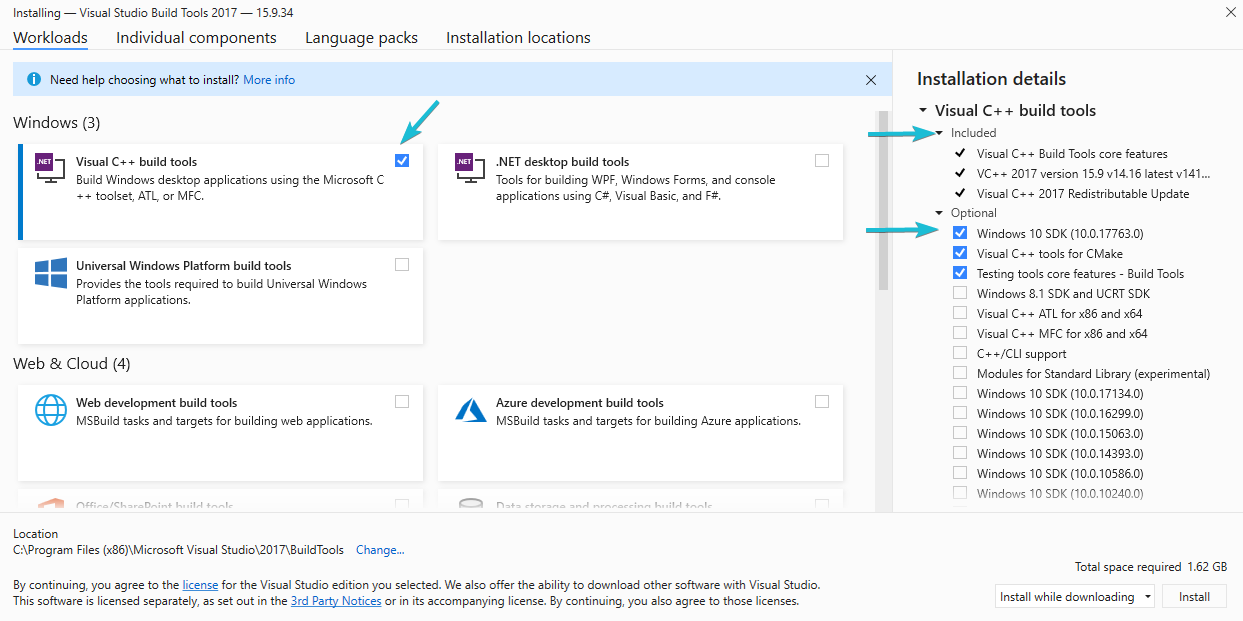 Installing — Visual Studio Build Tools 2017 — 15.9.34
Workloads
Individual components
Language packs
Installation locations
Need help choosing what to install? More info
Windows (3)
.NET
Visual C++ build tools
Build Windows desktop applications using the Microsoft C
++ toolset, ATL, or MFC.
.NET
.NET desktop build tools
Tools for building WPF, Windows Forms, and console
applications using C#, Visual Basic, and F#.
Universal Windows Platform build tools
Provides the tools required to build Universal Windows
Platform applications.
Web & Cloud (4)
Web development build tools
MSBuild tasks and targets for building web applications.
Azure development build tools
MSBuild tasks and targets for building Azure applications.
Office/SharePoint build tools
Data storage and processing build tools
Installation details
Visual C++ build tools
Included
Visual C++ Build Tools core features
VC++ 2017 version 15.9 v14.16 latest v141...
Visual C++ 2017 Redistributable Update
Optional
Windows 10 SDK (10.0.17763.0)
Visual C++ tools for CMake
Testing tools core features - Build Tools
Windows 8.1 SDK and UCRT SDK
Visual C++ ATL for x86 and x64
Visual C++ MFC for x86 and x64
C++/CLI support
Modules for Standard Library (experimental)
Windows 10 SDK (10.0.17134.0)
Windows 10 SDK (10.0.16299.0)
Windows 10 SDK (10.0.15063.0)
Windows 10 SDK (10.0.14393.0)
Windows 10 SDK (10.0.10586.0)
Windows 10 SDK (10.0.10240.0)
Location
C:\Program Files (x86)\Microsoft Visual Studio\2017\BuildTools Change...
By continuing, you agree to the license for the Visual Studio edition you selected. We also offer the ability to download other software with Visual Studio.
This software is licensed separately, as set out in the 3rd Party Notices or in its accompanying license. By continuing, you also agree to those licenses.
Total space required 1.62 GB
Install while downloading
Install